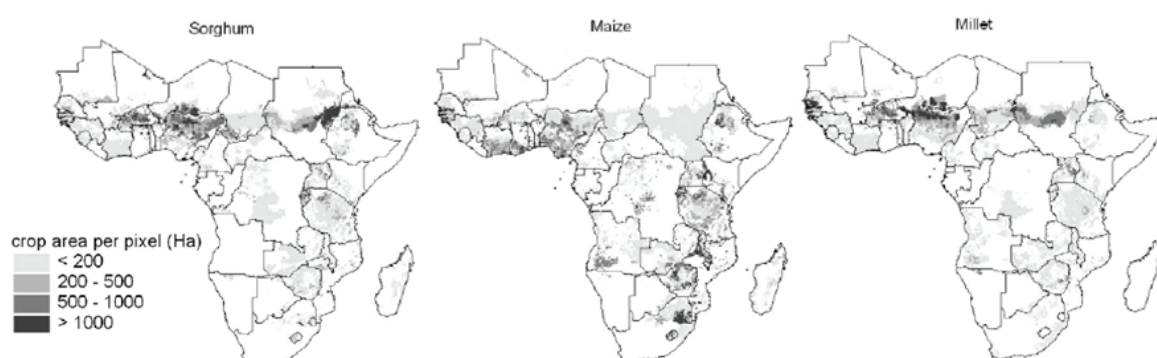 Sorghum
Maize
Millet
crop area per pixel (Ha)
< 200
200 - 500
500 - 1000
> 1000